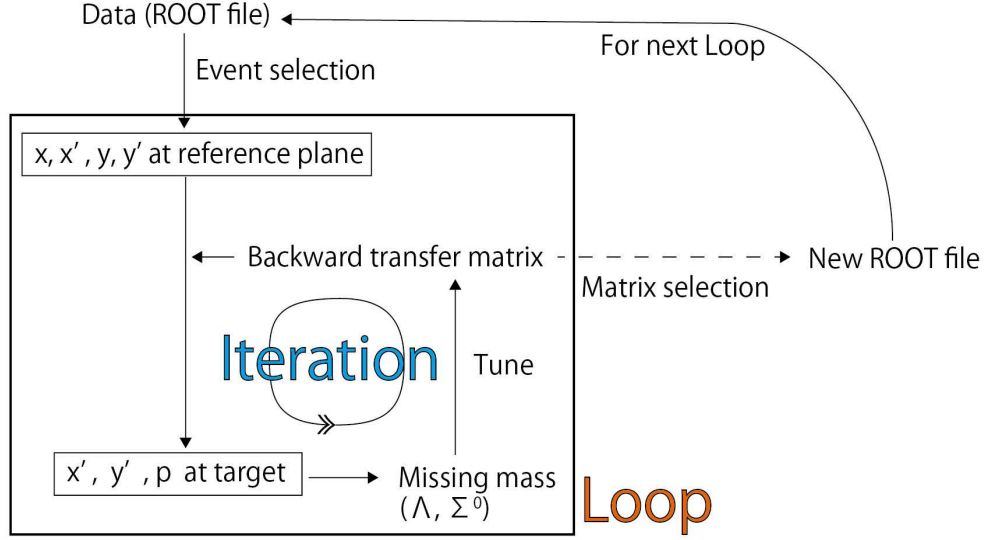 Data (ROOT file)
For next Loop
Event selection
x, x′ , y, y′ at reference plane
Backward transfer matrix
New ROOT file
Matrix selection
Iteration
Tune
x′ , y′ , p at target
Missing mass
(Λ, Σ⁰)
Loop